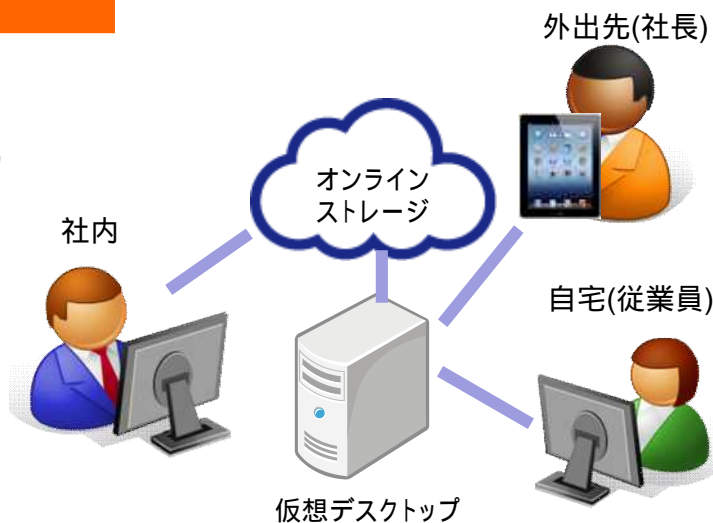 外出先(社長)
オンライン
ストレージ
社内
自宅(従業員)
仮想デスクトップ